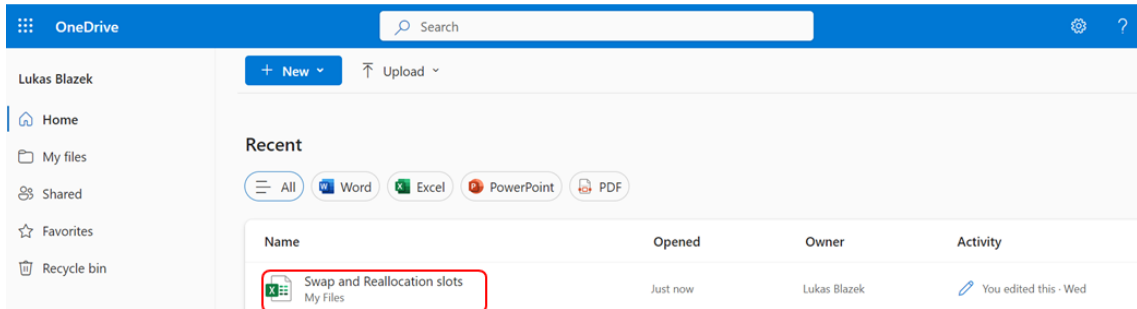 OneDrive
Search
?
Lukas Blazek
Home
My files
Shared
Favorites
Recycle bin
+ New
Upload
Recent
All
Word
Excel
PowerPoint
PDF
Name Opened Owner Activity
Swap and Reallocation slots
My Files
Just now
Lukas Blazek
You edited this · Wed